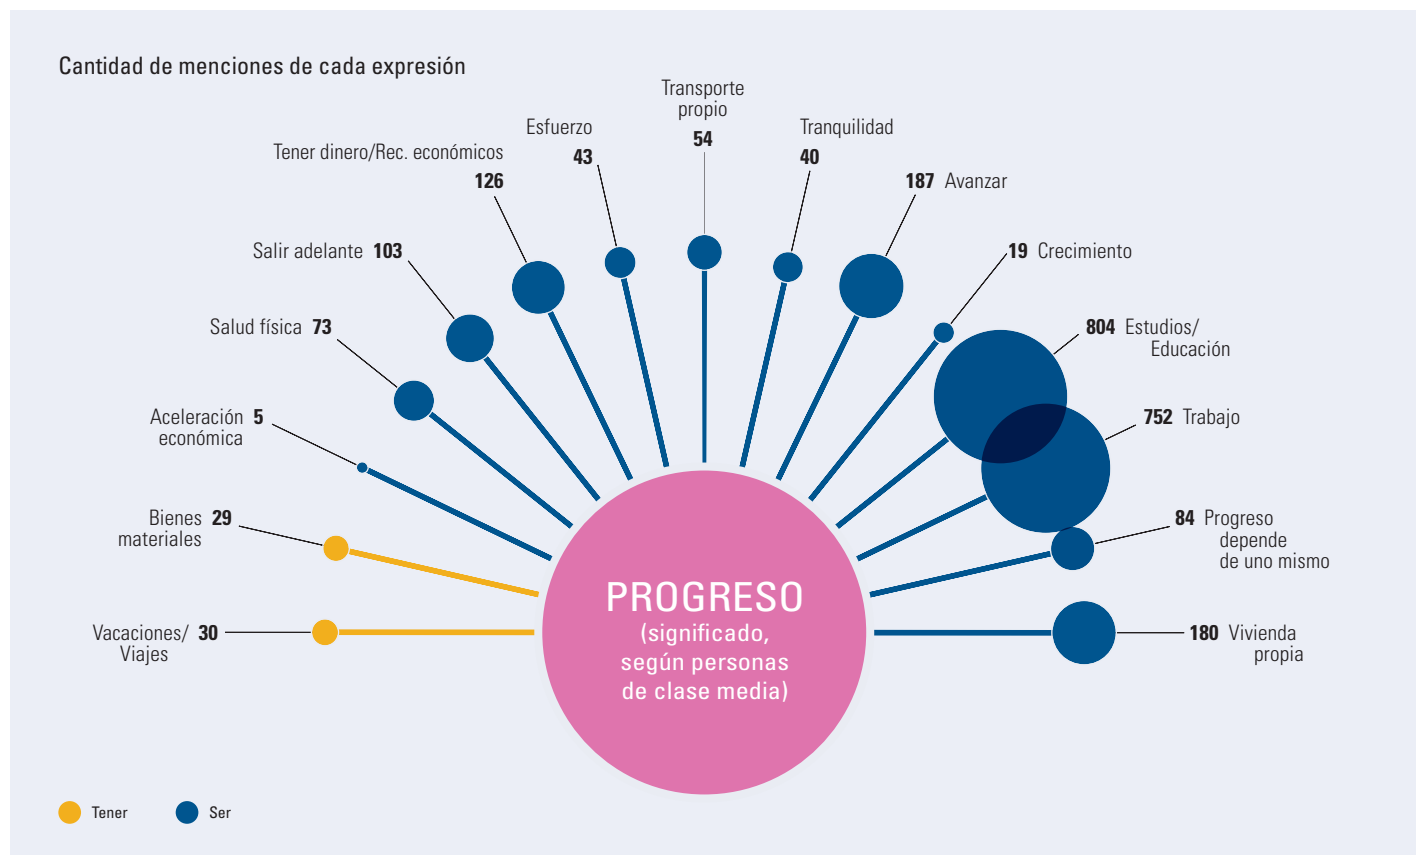 Cantidad de menciones de cada expresión
Transporte
propio
54
Esfuerzo
43
Tranquilidad
40
Tener dinero/Rec. económicos
126
187 Avanzar
Salir adelante 103
19 Crecimiento
Salud física 73
804 Estudios/
Educación
Aceleración 5
económica
752 Trabajo
Bienes 29
materiales
84 Progreso
depende
de uno mismo
Vacaciones/ 30
Viajes
180 Vivienda
propia
PROGRESO
(significado,
según personas
de clase media)
Tener
Ser